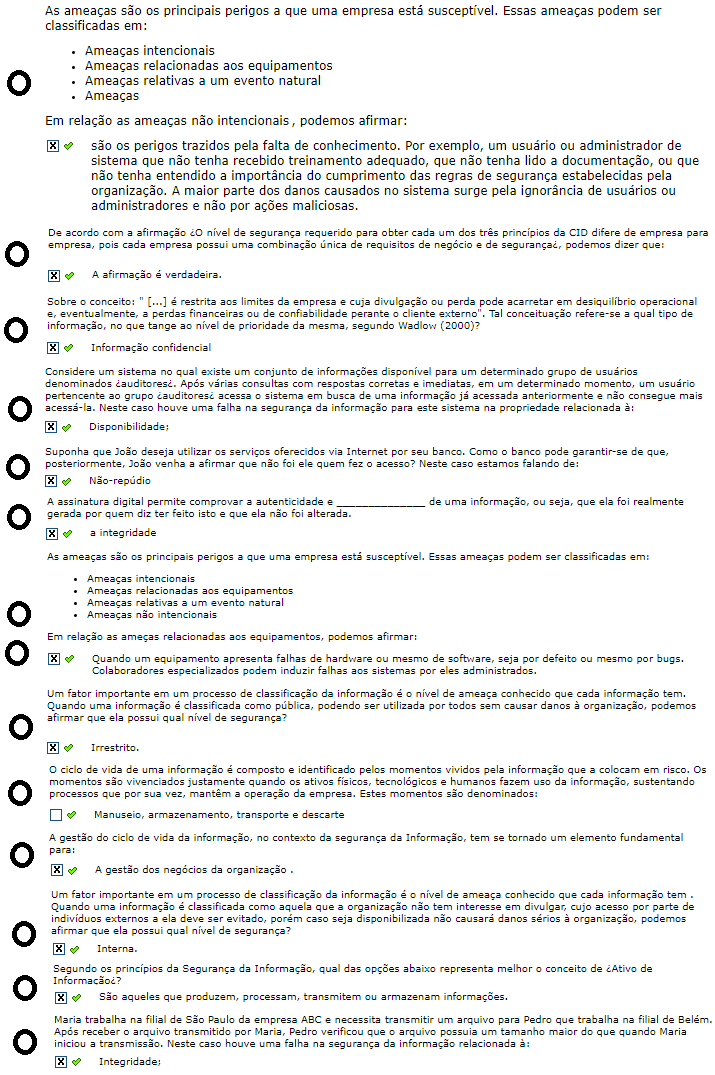 As ameaças são os principais perigos a que uma empresa está susceptível. Essas ameaças podem ser
classificadas em:
• Ameaças intencionais
• Ameaças relacionadas aos equipamentos
• Ameaças relativas a um evento natural
• Ameaças
Em relação as ameaças não intencionais , podemos afirmar:
são os perigos trazidos pela falta de conhecimento. Por exemplo, um usuário ou administrador de
sistema que não tenha recebido treinamento adequado, que não tenha lido a documentação, ou que
não tenha entendido a importância do cumprimento das regras de segurança estabelecidas pela
organização. A maior parte dos danos causados no sistema surge pela ignorância de usuários ou
administradores e não por ações maliciosas.
De acordo com a afirmação ¿O nível de segurança requerido para obter cada um dos três princípios da CID difere de empresa para
empresa, pois cada empresa possui uma combinação única de requisitos de negócio e de segurança¿, podemos dizer que:
A afirmação é verdadeira.
Sobre o conceito: " [...] é restrita aos limites da empresa e cuja divulgação ou perda pode acarretar em desiquilíbrio operacional
e, eventualmente, a perdas financeiras ou de confiabilidade perante o cliente externo". Tal conceituação refere-se a qual tipo de
informação, no que tange ao nível de prioridade da mesma, segundo Wadlow (2000)?
Informação confidencial
Considere um sistema no qual existe um conjunto de informações disponível para um determinado grupo de usuários
denominados ¿auditores¿. Após várias consultas com respostas corretas e imediatas, em um determinado momento, um usuário
pertencente ao grupo ¿auditores¿ acessa o sistema em busca de uma informação já acessada anteriormente e não consegue mais
acessá-la. Neste caso houve uma falha na segurança da informação para este sistema na propriedade relacionada à:
Disponibilidade;
Suponha que João deseja utilizar os serviços oferecidos via Internet por seu banco. Como o banco pode garantir-se de que,
posteriormente, João venha a afirmar que não foi ele quem fez o acesso? Neste caso estamos falando de:
Não-repúdio
A assinatura digital permite comprovar a autenticidade e ______________ de uma informação, ou seja, que ela foi realmente
gerada por quem diz ter feito isto e que ela não foi alterada.
a integridade
As ameaças são os principais perigos a que uma empresa está susceptível. Essas ameaças podem ser classificadas em:
• Ameaças intencionais
• Ameaças relacionadas aos equipamentos
• Ameaças relativas a um evento natural
• Ameaças não intencionais
Em relação as ameças relacionadas aos equipamentos, podemos afirmar:
Quando um equipamento apresenta falhas de hardware ou mesmo de software, seja por defeito ou mesmo por bugs.
Colaboradores especializados podem induzir falhas aos sistemas por eles administrados.
Um fator importante em um processo de classificação da informação é o nível de ameaça conhecido que cada informação tem.
Quando uma informação é classificada como pública, podendo ser utilizada por todos sem causar danos à organização, podemos
afirmar que ela possui qual nível de segurança?
Irrestrito.
O ciclo de vida de uma informação é composto e identificado pelos momentos vividos pela informação que a colocam em risco. Os
momentos são vivenciados justamente quando os ativos físicos, tecnológicos e humanos fazem uso da informação, sustentando
processos que por sua vez, mantêm a operação da empresa. Estes momentos são denominados:
Manuseio, armazenamento, transporte e descarte
A gestão do ciclo de vida da informação, no contexto da segurança da Informação, tem se tornado um elemento fundamental
para:
A gestão dos negócios da organização .
Um fator importante em um processo de classificação da informação é o nível de ameaça conhecido que cada informação tem .
Quando uma informação é classificada como aquela que a organização não tem interesse em divulgar, cujo acesso por parte de
indivíduos externos a ela deve ser evitado, porém caso seja disponibilizada não causará danos sérios à organização, podemos
afirmar que ela possui qual nível de segurança?
Interna.
Segundo os princípios da Segurança da Informação, qual das opções abaixo representa melhor o conceito de ¿Ativo de
Informacão¿?
São aqueles que produzem, processam, transmitem ou armazenam informações.
Maria trabalha na filial de São Paulo da empresa ABC e necessita transmitir um arquivo para Pedro que trabalha na filial de Belém.
Após receber o arquivo transmitido por Maria, Pedro verificou que o arquivo possuia um tamanho maior do que quando Maria
iniciou a transmissão. Neste caso houve uma falha na segurança da informação relacionada à:
Integridade;